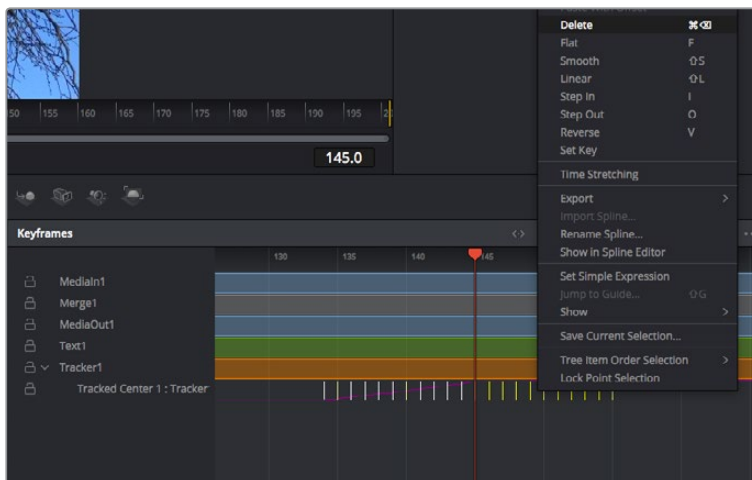 Delete ⌘⌫
Flat F
Smooth ⇧S
Linear ⇧L
Step In I
Step Out O
Reverse V
Set Key
Time Stretching
Export >
Import Spline...
Rename Spline...
Show in Spline Editor
Set Simple Expression
Jump to Guide... ⇧G
Show >
Save Current Selection...
Tree Item Order Selection >
Lock Point Selection
50 155 160 165 170 175 180 185 190 195
145.0
Keyframes
130 135 140 145
MediaIn1
Merge1
MediaOut1
Text1
Tracker1
Tracked Center 1 : Tracker